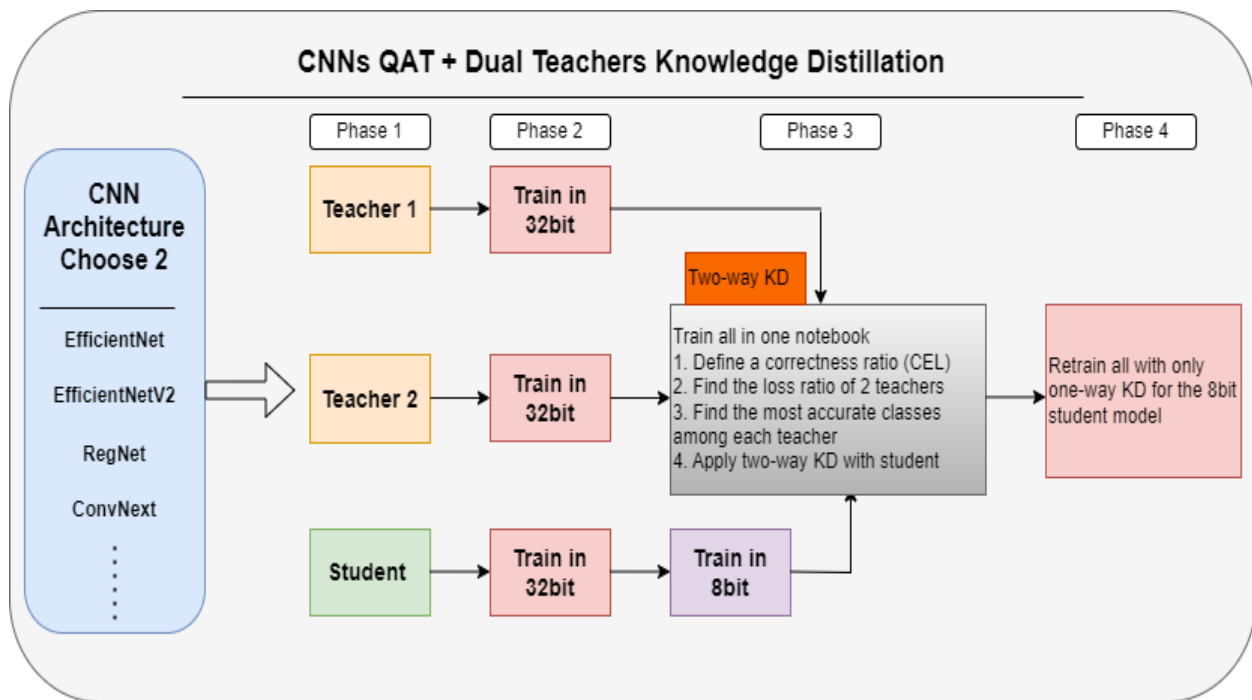 CNNs QAT + Dual Teachers Knowledge Distillation
Phase 1
Phase 2
Phase 3
Phase 4
CNN
Architecture
Choose 2
EfficientNet
EfficientNetV2
RegNet
ConvNext
Teacher 1
Train in
32bit
Teacher 2
Train in
32bit
Student
Train in
32bit
Train in
8bit
Two-way KD
Train all in one notebook
1. Define a correctness ratio (CEL)
2. Find the loss ratio of 2 teachers
3. Find the most accurate classes
among each teacher
4. Apply two-way KD with student
Retrain all with only
one-way KD for the 8bit
student model